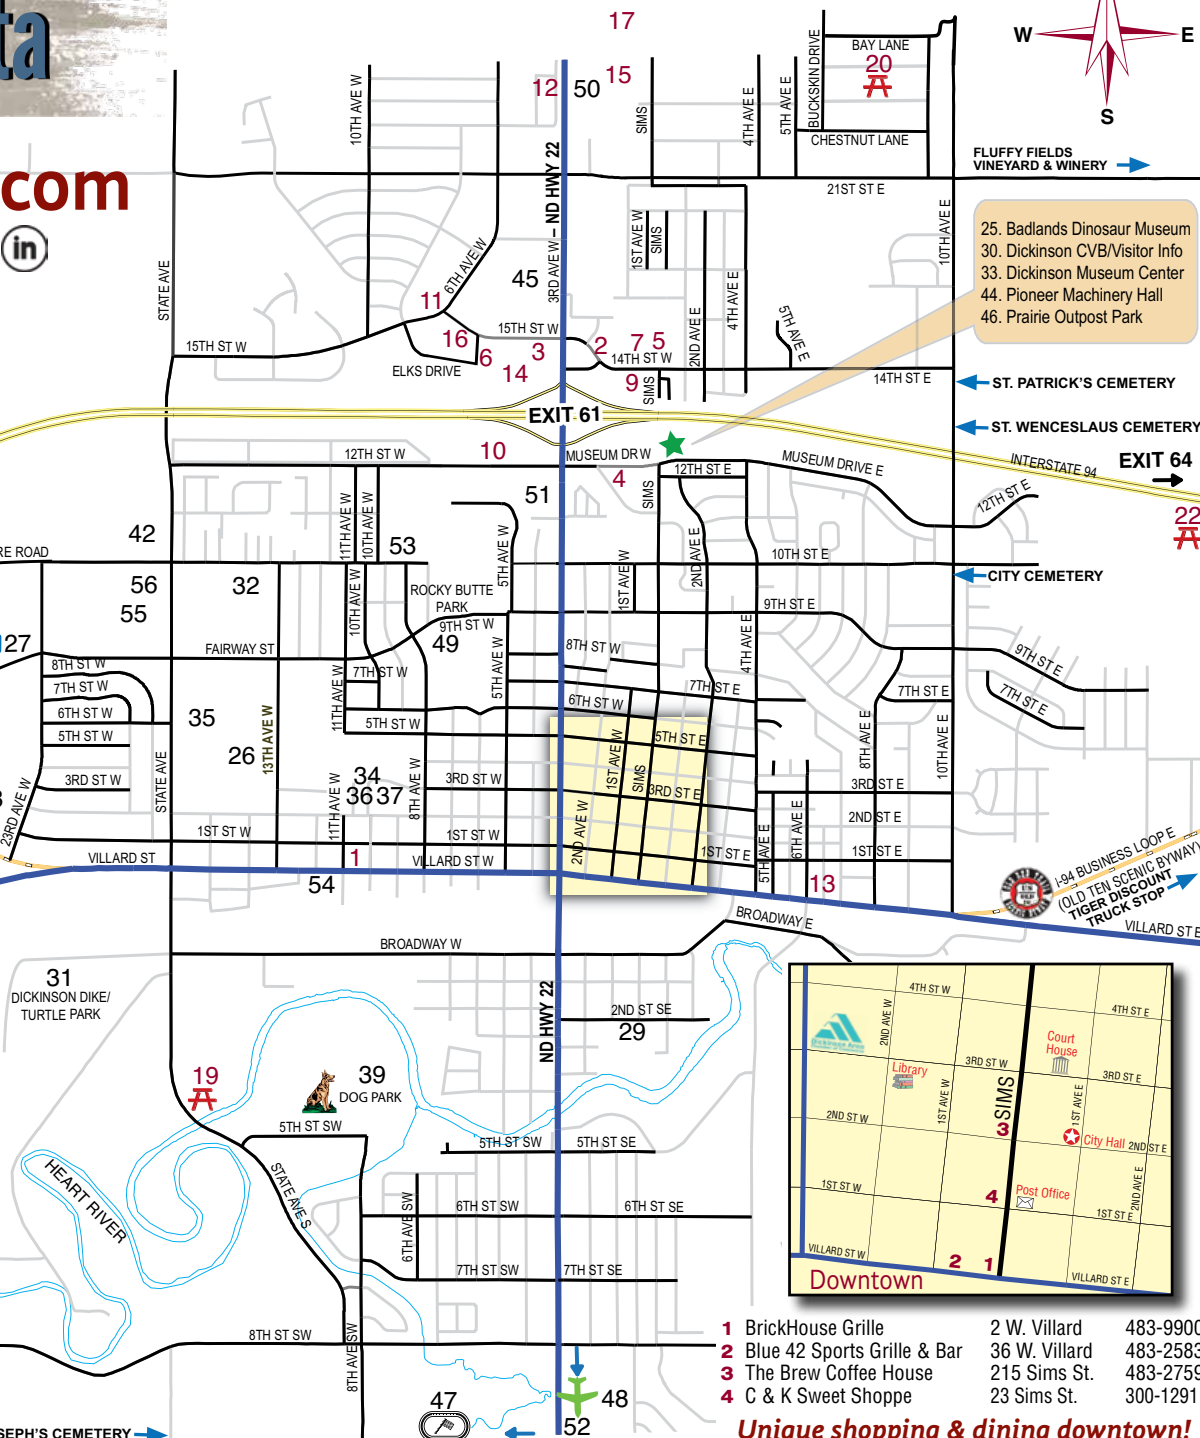 ta
.com
in
W
E
S
17
12
50
15
20
BAY LANE
BUCKSKIN DRIVE
CHESTNUT LANE
10TH AVE W
SIMS
4TH AVE E
5TH AVE E
3RD AVE W – ND HWY 22
FLUFFY FIELDS
VINEYARD & WINERY
21ST ST E
10TH AVE E
25. Badlands Dinosaur Museum
30. Dickinson CVB/Visitor Info
33. Dickinson Museum Center
44. Pioneer Machinery Hall
46. Prairie Outpost Park
STATE AVE
6TH AVE W
1ST AVE W
SIMS
2ND AVE E
4TH AVE E
5TH AVE E
45
11
16
15TH ST W
15TH ST W
6
3
2
7
5
14TH ST W
ELKS DRIVE
14
9
SIMS
14TH ST E
ST. PATRICK'S CEMETERY
EXIT 61
ST. WENCESLAUS CEMETERY
INTERSTATE 94
EXIT 64
22
12TH ST W
10
MUSEUM DR W
4
12TH ST E
MUSEUM DRIVE E
12TH ST E
51
SIMS
42
11TH AVE W
10TH AVE W
53
5TH AVE W
2ND AVE E
10TH ST E
RE ROAD
56
32
55
10TH AVE W
ROCKY BUTTE
PARK
9TH ST W
1ST AVE W
9TH ST E
CITY CEMETERY
27
FAIRWAY ST
49
8TH ST W
4TH AVE E
9TH ST E
8TH ST W
7TH ST W
6TH ST W
5TH ST W
3RD ST W
7TH ST W
11TH AVE W
5TH AVE W
6TH ST W
7TH ST E
7TH ST E
7TH ST E
35
26
13TH AVE W
5TH ST W
5TH ST E
1ST AVE W
SIMS
8TH AVE E
10TH AVE E
STATE AVE
34
36
37
8TH AVE W
3RD ST W
3RD ST E
3RD ST E
23RD AVE W
11TH AVE W
2ND AVE W
2ND ST E
1ST ST W
1ST ST W
1ST ST E
5TH AVE E
6TH AVE E
1ST ST E
VILLARD ST
1
VILLARD ST W
54
13
I-94 BUSINESS LOOP E
(OLD TEN SCENIC BYWAY)
TIGER DISCOUNT
TRUCK STOP
VILLARD ST E
BROADWAY W
BROADWAY E
31
DICKINSON DIKE/
TURTLE PARK
ND HWY 22
2ND ST SE
29
19
39
DOG PARK
5TH ST SW
5TH ST SW
5TH ST SE
HEART RIVER
STATE AVE S
6TH AVE SW
6TH ST SW
6TH ST SE
7TH ST SW
7TH ST SE
8TH ST SW
8TH AVE SW
47
48
52
SEPH'S CEMETERY
4TH ST W
4TH ST E
2ND AVE W
Court
House
Library
3RD ST W
3RD ST E
1ST AVE W
SIMS
1ST AVE E
2ND ST W
3
City Hall
2ND ST E
1ST ST W
4
Post Office
2ND AVE E
1ST ST E
VILLARD ST W
2
1
VILLARD ST E
Downtown
1 BrickHouse Grille 2 W. Villard 483-9900
2 Blue 42 Sports Grille & Bar 36 W. Villard 483-2583
3 The Brew Coffee House 215 Sims St. 483-2759
4 C & K Sweet Shoppe 23 Sims St. 300-1291
Unique shopping & dining downtown!